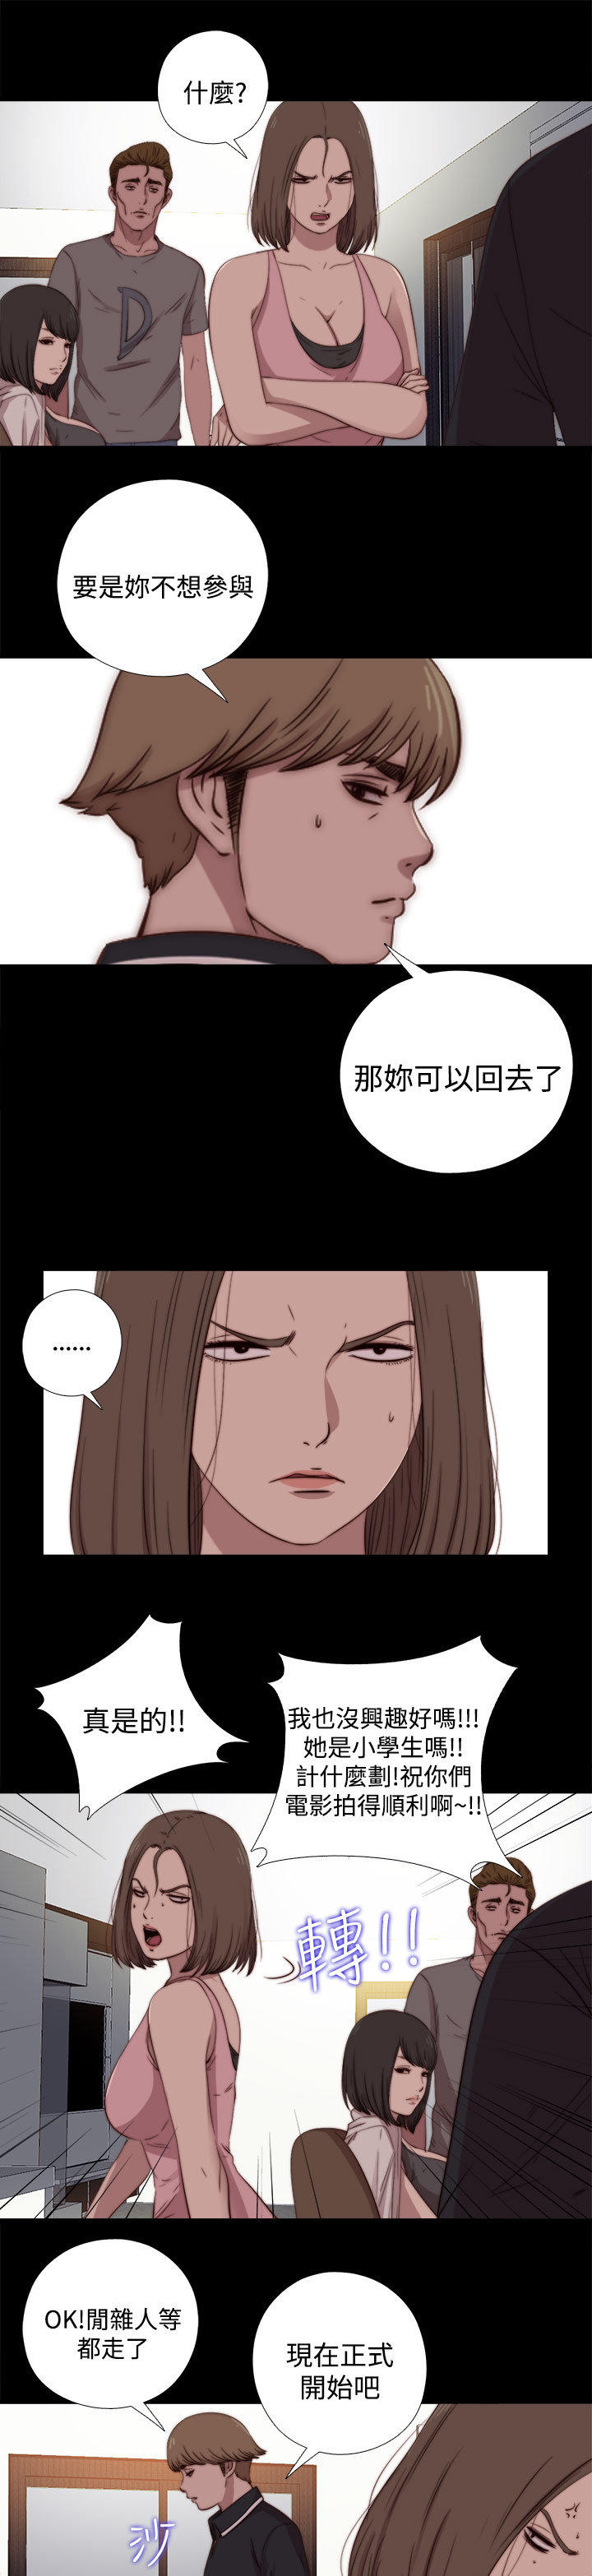 什麼?
要是妳不想參與
那妳可以回去了
......
真是的!!
我也沒興趣好嗎!!!
她是小學生嗎!!
計什麼劃!祝你們
電影拍得順利啊~!!
轉!!
OK!閒雜人等
都走了
現在正式
開始吧
沙